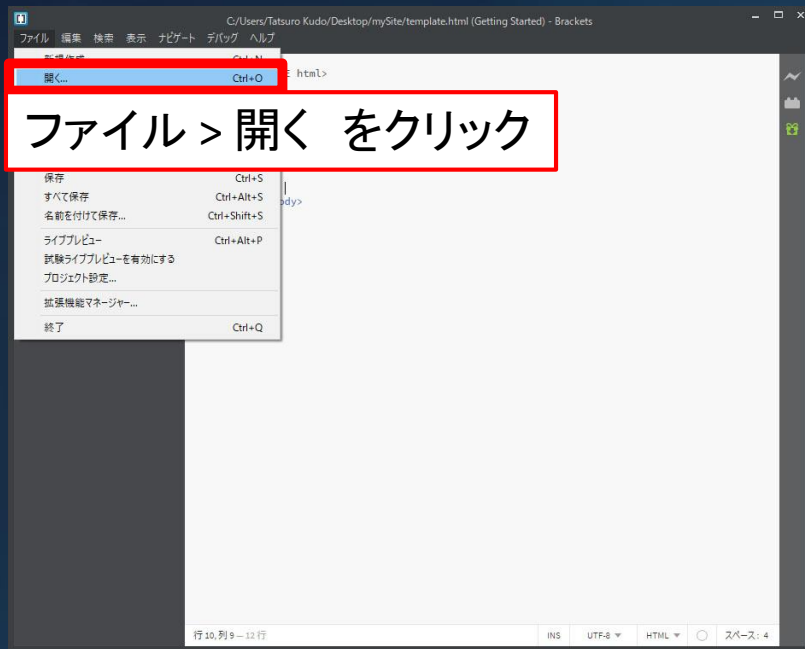 C:/Users/Tatsuro Kudo/Desktop/mySite/template.html (Getting Started) - Brackets
ファイル 編集 検索 表示 ナビゲート デバッグ ヘルプ
開く... Ctrl+O
html>
ファイル > 開く をクリック
保存 Ctrl+S
すべて保存 Ctrl+Alt+S
ody>
名前を付けて保存... Ctrl+Shift+S
ライブプレビュー Ctrl+Alt+P
試験ライブプレビューを有効にする
プロジェクト設定...
拡張機能マネージャー...
終了 Ctrl+Q
行 10, 列 9 — 12 行 INS UTF-8 HTML スペース: 4